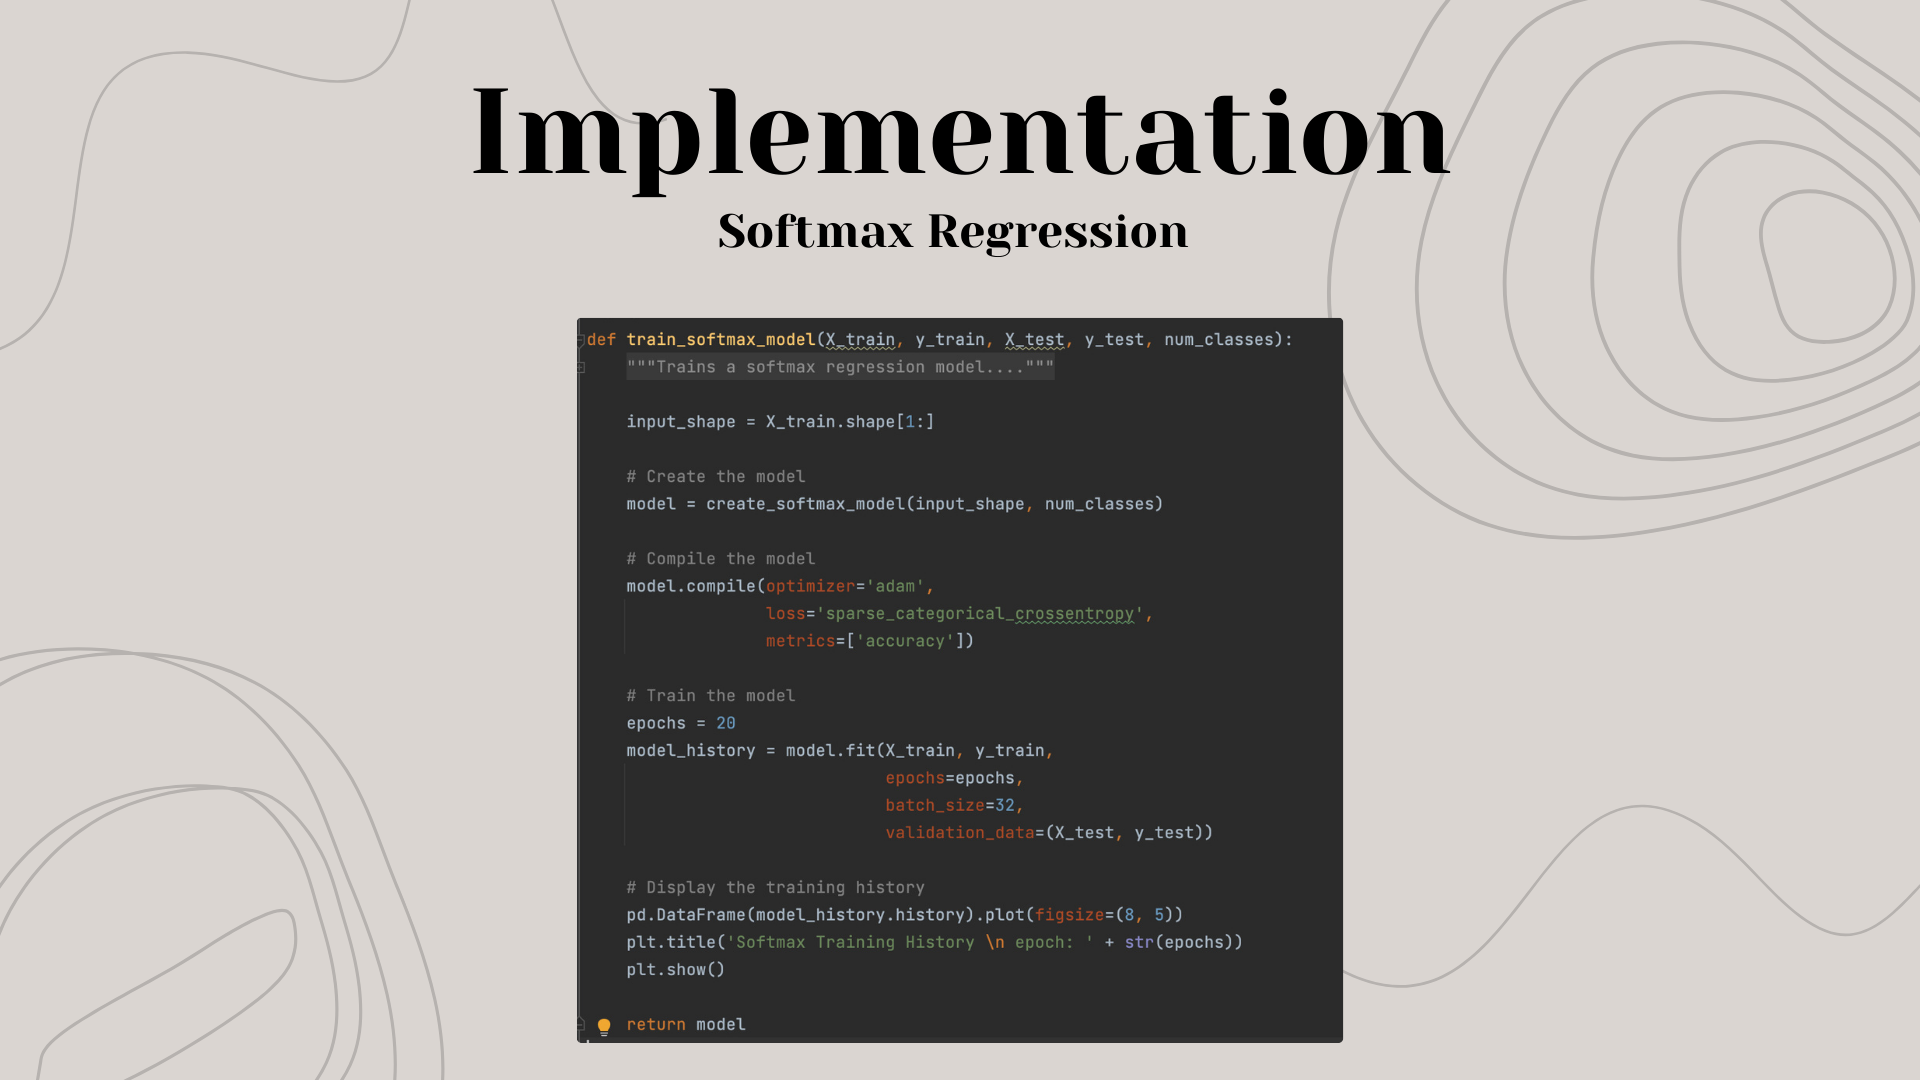 Implementation
Softmax Regression
def train_softmax_model(X_train, y_train, X_test, y_test, num_classes):
    """Trains a softmax regression model...."""
    input_shape = X_train.shape[1:]
    # Create the model
    model = create_softmax_model(input_shape, num_classes)
    # Compile the model
    model.compile(optimizer='adam',
                  loss='sparse_categorical_crossentropy',
                  metrics=['accuracy'])
    # Train the model
    epochs = 20
    model_history = model.fit(X_train, y_train,
                              epochs=epochs,
                              batch_size=32,
                              validation_data=(X_test, y_test))
    # Display the training history
    pd.DataFrame(model_history.history).plot(figsize=(8, 5))
    plt.title('Softmax Training History \n epoch: ' + str(epochs))
    plt.show()
    return model